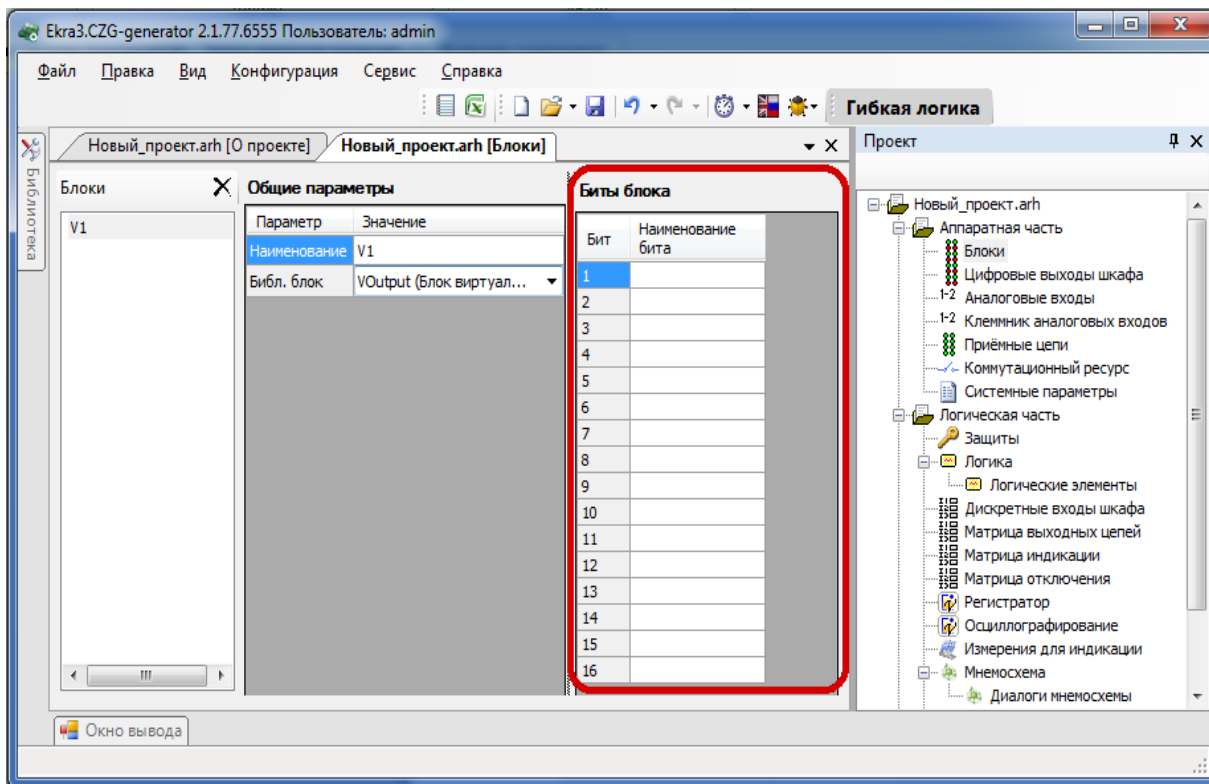 Ekra3.CZG-generator 2.1.77.6555 Пользователь: admin
Файл Правка Вид Конфигурация Сервис Справка
Гибкая логика
Библиотека
Новый_проект.arh [О проекте]
Новый_проект.arh [Блоки]
Блоки
V1
Общие параметры
Параметр Значение
Наименование V1
Библ. блок VOutput (Блок виртуал...
Биты блока
Бит Наименование бита
1
2
3
4
5
6
7
8
9
10
11
12
13
14
15
16
Проект
Новый_проект.arh
Аппаратная часть
Блоки
Цифровые выходы шкафа
1-2 Аналоговые входы
1-2 Клеммник аналоговых входов
Приёмные цепи
Коммутационный ресурс
Системные параметры
Логическая часть
Защиты
Логика
Логические элементы
Дискретные входы шкафа
Матрица выходных цепей
Матрица индикации
Матрица отключения
Регистратор
Осциллографирование
Измерения для индикации
Мнемосхема
Диалоги мнемосхемы
Окно вывода